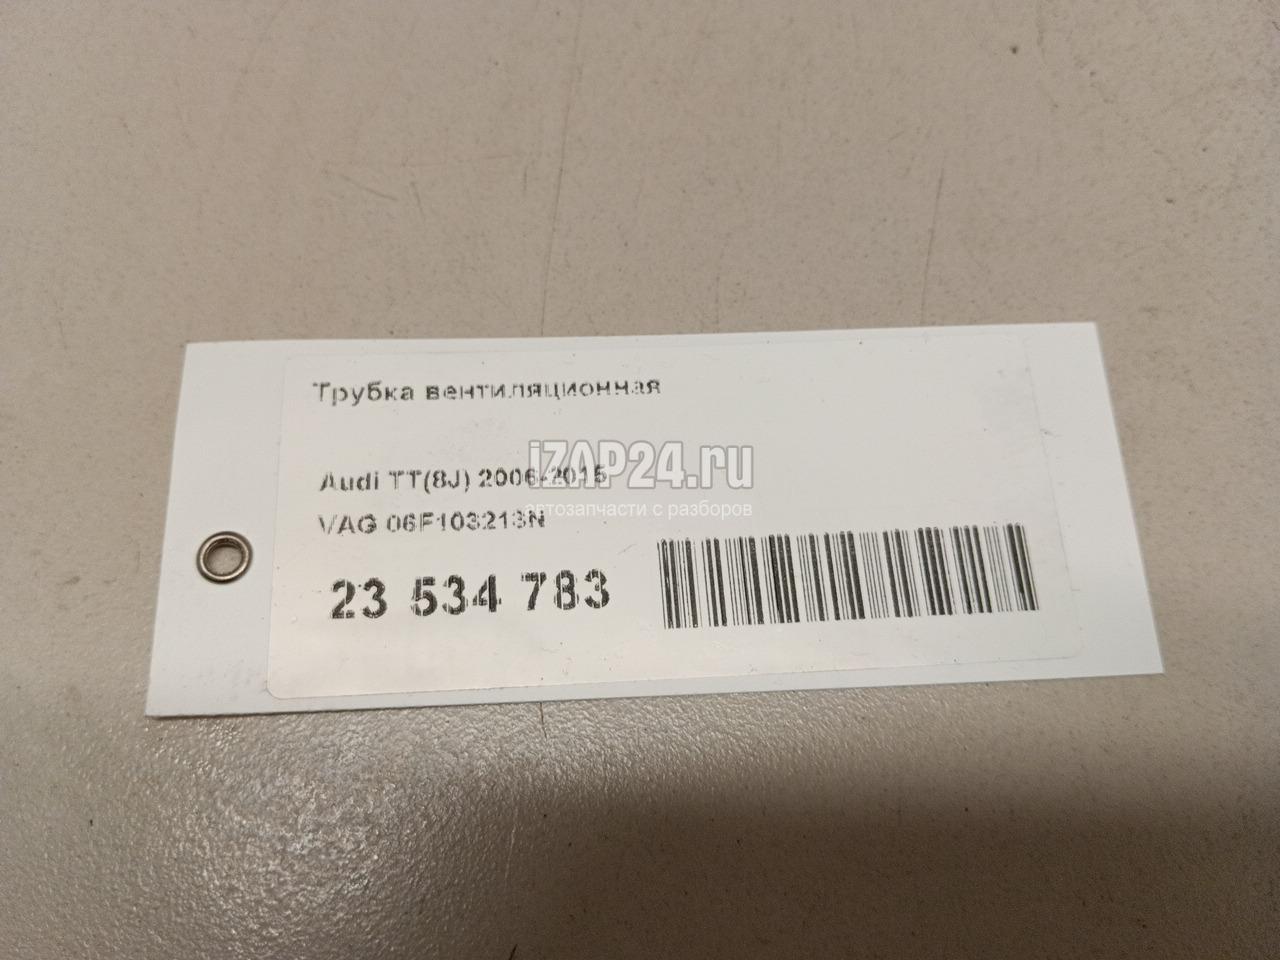 Трубка вентиляционная
iZAP24.ru
Audi TT(8J) 2006-2015
автозапчасти с разборов
VAG 06F103213N
23 534 783